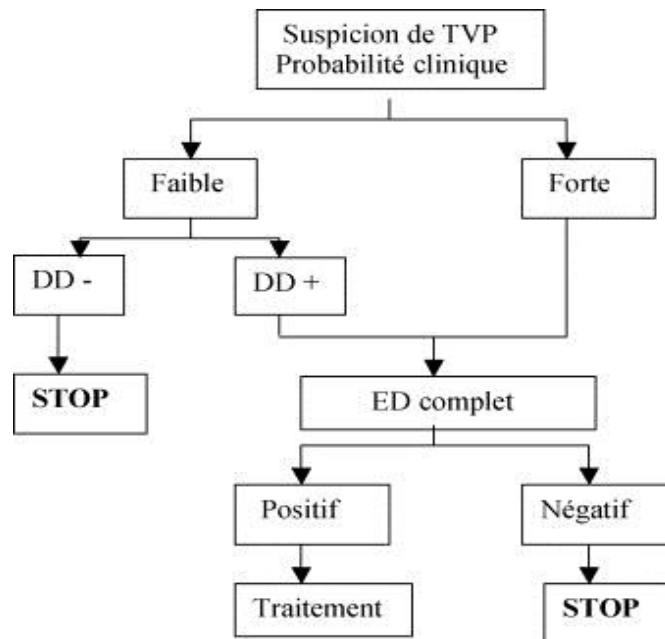 Suspicion de TVP
Probabilité clinique
Faible
Forte
DD -
DD +
STOP
ED complet
Positif
Négatif
Traitement
STOP